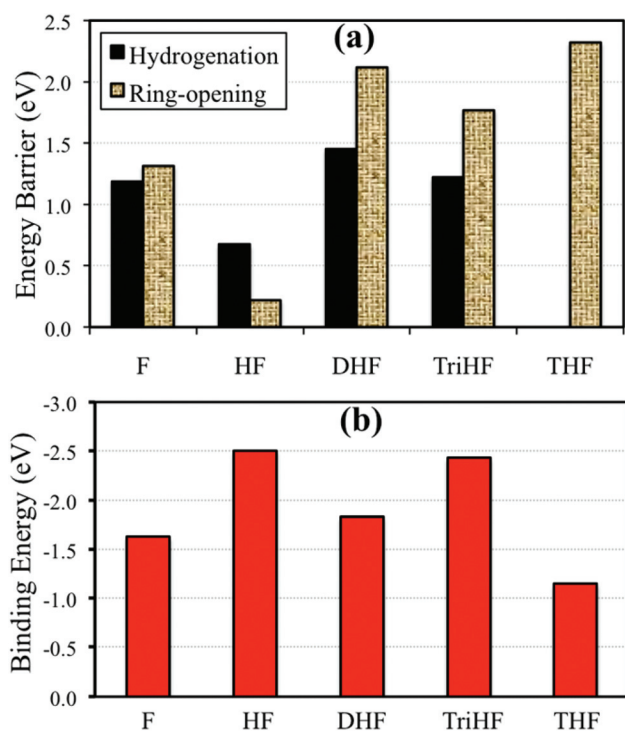 (a)
Hydrogenation
Ring-opening
Energy Barrier (eV)
2.5
2.0
1.5
1.0
0.5
0.0
F HF DHF TriHF THF
(b)
Binding Energy (eV)
-3.0
-2.5
-2.0
-1.5
-1.0
-0.5
0.0
F HF DHF TriHF THF